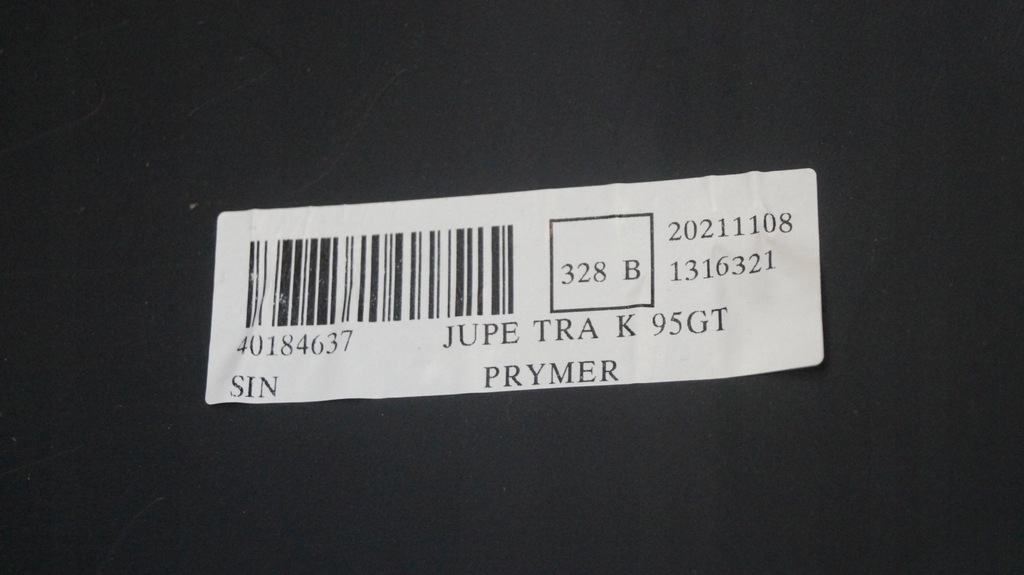 20211108
328 B 1316321
40184637 JUPE TRA K 95GT
SIN PRYMER